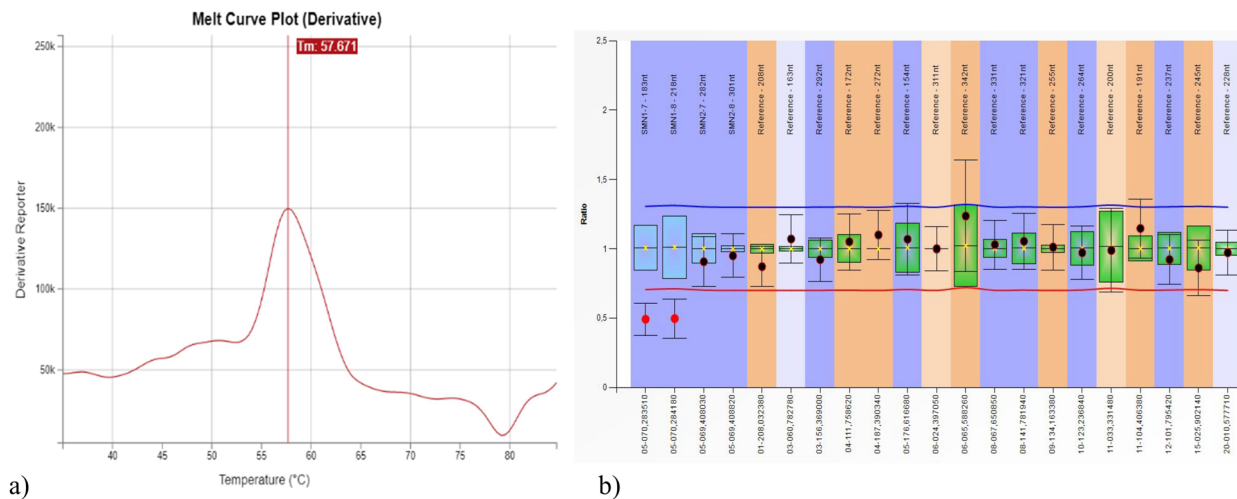 Melt Curve Plot (Derivative)
Tm: 57.671
250k
200k
150k
100k
50k
Derivative Reporter
40
50
60
70
80
Temperature (°C)
a)
2,5
2
1,5
1
0,5
0
Ratio
SMN1-7 - 183nt
SMN1-8 - 218nt
SMN2-7 - 282nt
SMN2-8 - 301nt
Reference - 208nt
Reference - 163nt
Reference - 292nt
Reference - 172nt
Reference - 272nt
Reference - 154nt
Reference - 311nt
Reference - 342nt
Reference - 331nt
Reference - 321nt
Reference - 255nt
Reference - 264nt
Reference - 200nt
Reference - 191nt
Reference - 237nt
Reference - 245nt
Reference - 228nt
05-070,283510
05-070,284180
05-069,408030
05-069,408820
01-208,032380
03-060,782780
03-156,369000
04-111,758620
04-187,390340
05-176,616680
06-024,397050
06-065,588260
08-067,650850
08-141,781940
09-134,163380
10-123,236840
11-033,331480
11-104,406380
12-101,795420
15-025,902140
20-010,577710
b)